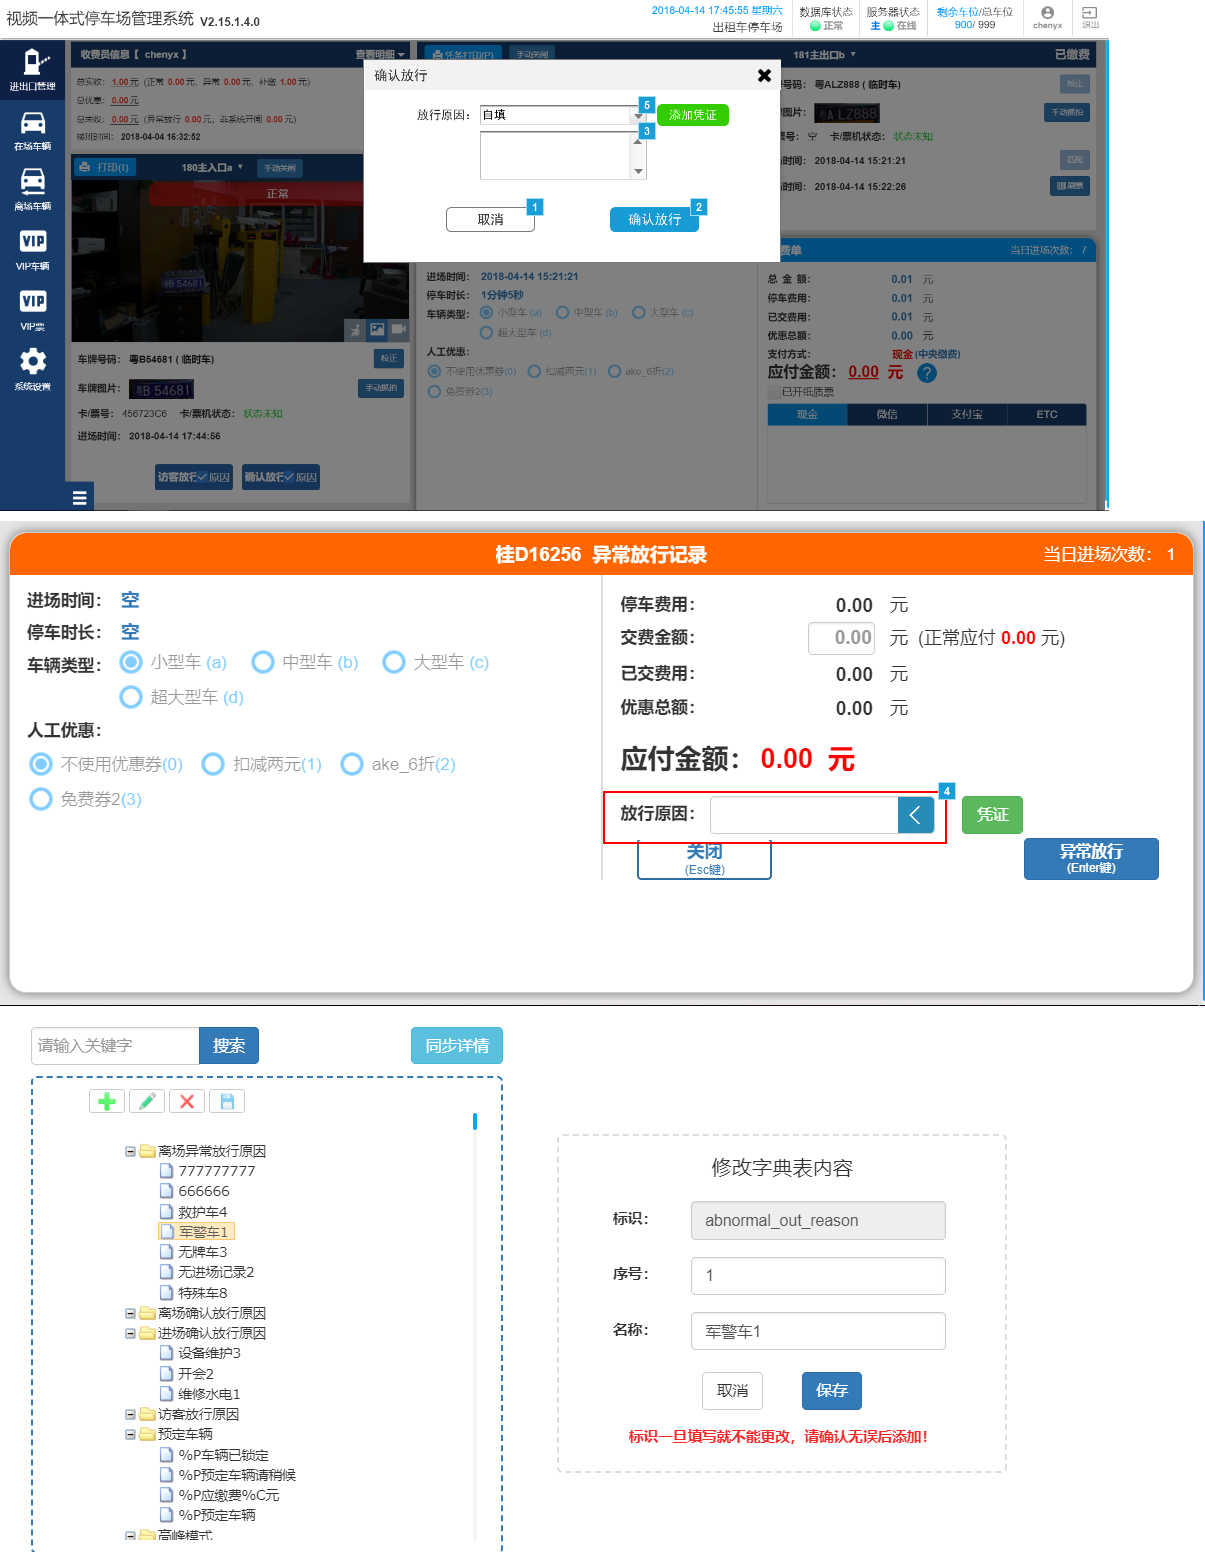 视频一体式停车场管理系统 V2.15.1.4.0
2018-04-14 17:45:55 星期六
出租车停车场
数据库状态
正常
服务器状态
主 在线
剩余车位/总车位
900/ 999
chenyx
退出
进出口管理
在场车辆
离场车辆
VIP
VIP车辆
VIP
VIP票
系统设置
收费员信息【 chenyx 】
查看明细
总实收： 1.00 元 (正常 0.00 元，异常 0.00 元，补缴 1.00 元)
总优惠： 0.00 元
总未收： 0.00 元 (异常放行 0.00 元，非系统开闸 0.00 元)
接班时间： 2018-04-04 16:32:52
打印(I)
180主入口a
手动关闸
正常
粤B 54681
车牌号码： 粤B54681 ( 临时车)
校正
车牌图片：
粤B 54681
手动抓拍
卡/票号： 456723C6 卡/票机状态： 状态未知
进场时间： 2018-04-14 17:44:56
访客放行 原因
确认放行 原因
任务打印(P)
手动关闸
181主出口b
已缴费
确认放行
放行原因：
自填
5
添加凭证
3
取消
1
确认放行
2
牌号码： 粤ALZ888 ( 临时车)
校正
牌图片：
粤A LZ888
手动抓拍
票号： 空 卡/票机状态： 状态未知
场时间： 2018-04-14 15:21:21
匹配
场时间： 2018-04-14 15:22:26
刷票
进场时间： 2018-04-14 15:21:21
停车时长： 1分钟5秒
车辆类型： 小型车 (a) 中型车 (b) 大型车 (c)
超大型车 (d)
人工优惠：
不使用优惠券(0) 扣减两元(1) ake_6折(2)
免费券2(3)
费单
当日进场次数： 7
总 金 额： 0.01 元
停车费用： 0.01 元
已交费用： 0.01 元
优惠总额： 0.00 元
支付方式： 现金 (中央缴费)
应付金额： 0.00 元 ?
已开纸质票
现金 微信 支付宝 ETC
桂D16256 异常放行记录
当日进场次数： 1
进场时间： 空
停车时长： 空
车辆类型： 小型车 (a) 中型车 (b) 大型车 (c)
超大型车 (d)
人工优惠：
不使用优惠券(0) 扣减两元(1) ake_6折(2)
免费券2(3)
停车费用： 0.00 元
交费金额： 0.00 元 (正常应付 0.00 元)
已交费用： 0.00 元
优惠总额： 0.00 元
应付金额： 0.00 元
4
放行原因：
凭证
关闭
(Esc键)
异常放行
(Enter键)
请输入关键字
搜索
同步详情
离场异常放行原因
777777777
666666
救护车4
军警车1
无牌车3
无进场记录2
特殊车8
离场确认放行原因
进场确认放行原因
设备维护3
开会2
维修水电1
访客放行原因
预定车辆
%P车辆已锁定
%P预定车辆请稍候
%P应缴费%C元
%P预定车辆
高峰模式
修改字典表内容
标识： abnormal_out_reason
序号： 1
名称： 军警车1
取消
保存
标识一旦填写就不能更改，请确认无误后添加！